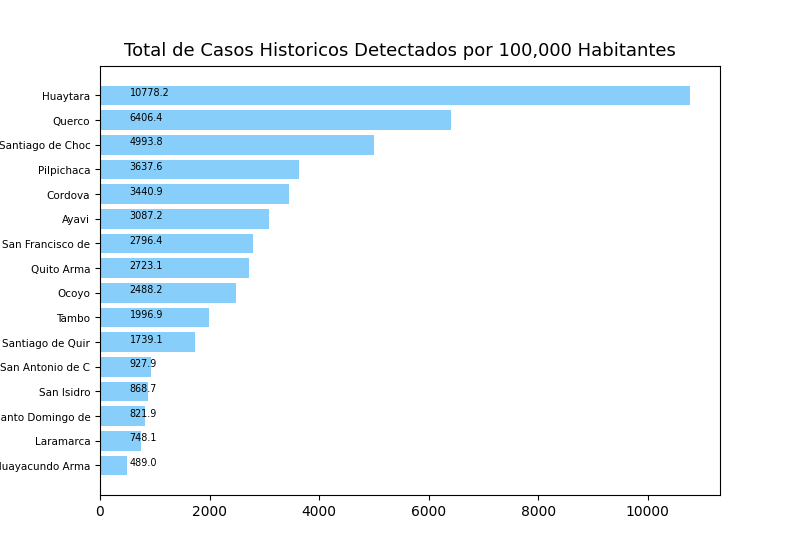 Total de Casos Historicos Detectados por 100,000 Habitantes
Huaytara 10778.2
Querco 6406.4
Santiago de Choc 4993.8
Pilpichaca 3637.6
Cordova 3440.9
Ayavi 3087.2
San Francisco de 2796.4
Quito Arma 2723.1
Ocoyo 2488.2
Tambo 1996.9
Santiago de Quir 1739.1
San Antonio de C 927.9
San Isidro 868.7
anto Domingo de 821.9
Laramarca 748.1
uayacundo Arma 489.0
0 2000 4000 6000 8000 10000